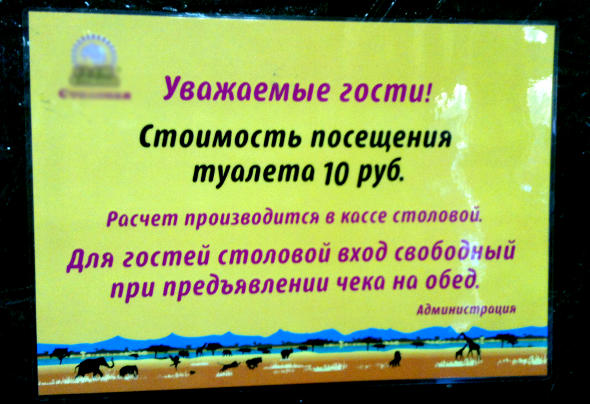 Уважаемые гости!
Стоимость посещения
туалета 10 руб.
Расчет производится в кассе столовой.
Для гостей столовой вход свободный
при предъявлении чека на обед.
Администрация